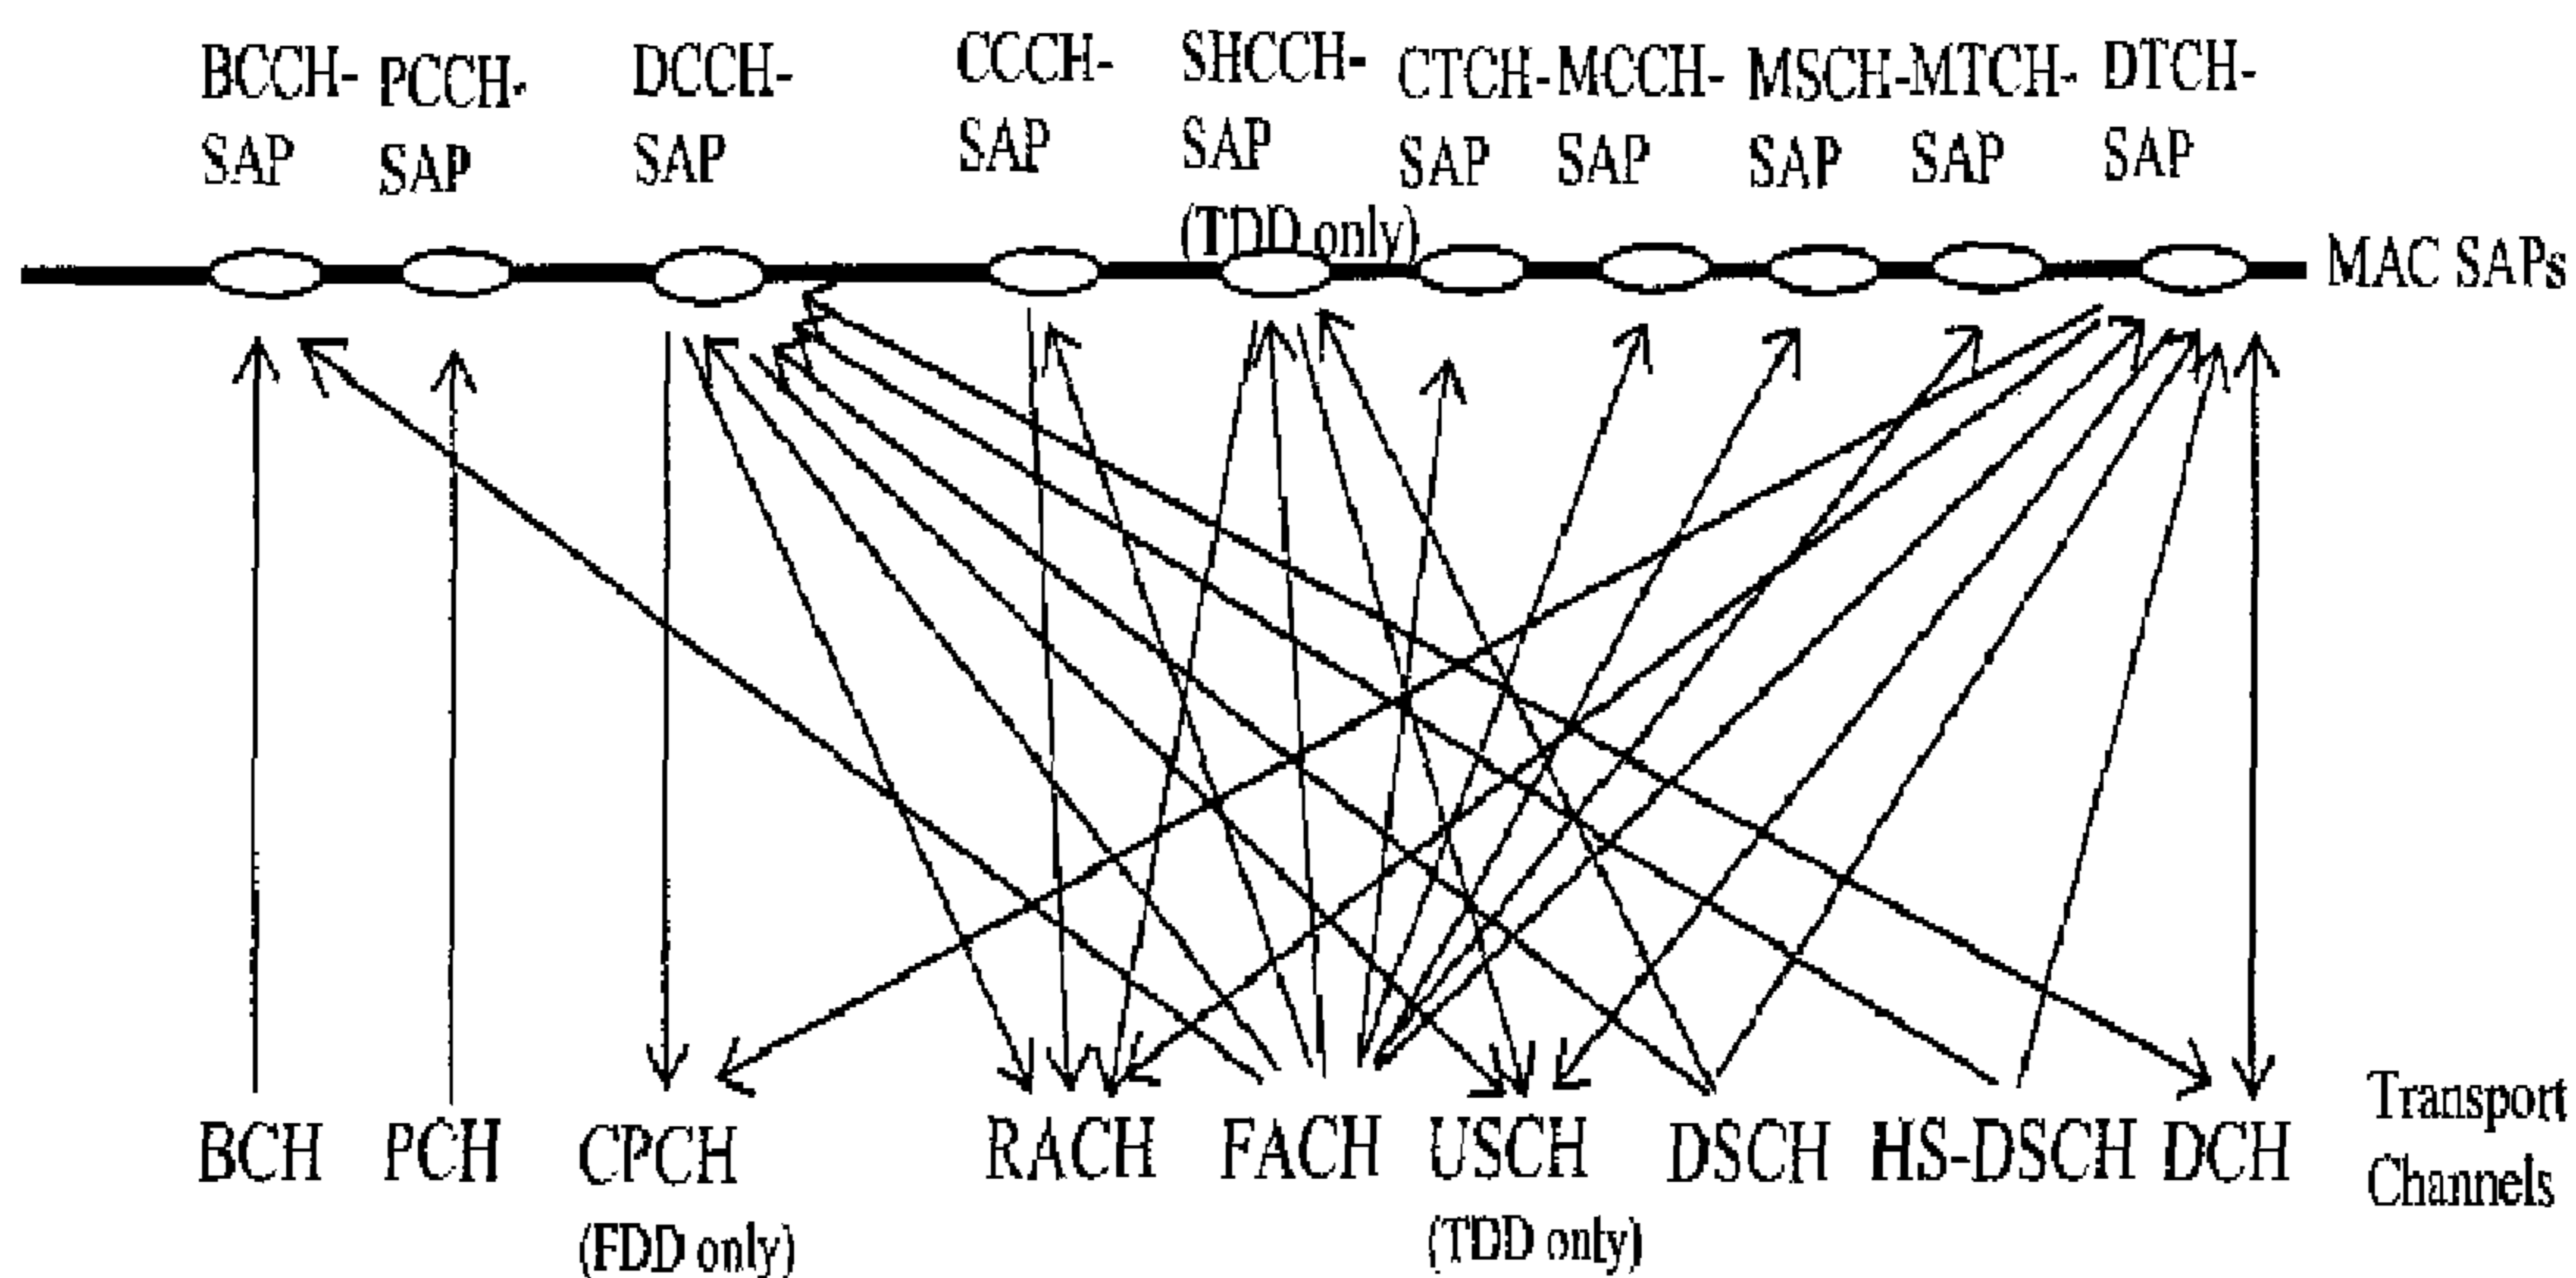 BCCH-
SAP
PCCH-
SAP
DCCH-
SAP
CCCH-
SAP
SHCCH-
SAP
(TDD only)
CTCH-
SAP
MCCH-
SAP
MSCH-
SAP
MTCH-
SAP
DTCH-
SAP
MAC SAPs
BCH
PCH
CPCH
(FDD only)
RACH
FACH
USCH
(TDD only)
DSCH
HS-DSCH
DCH
Transport
Channels